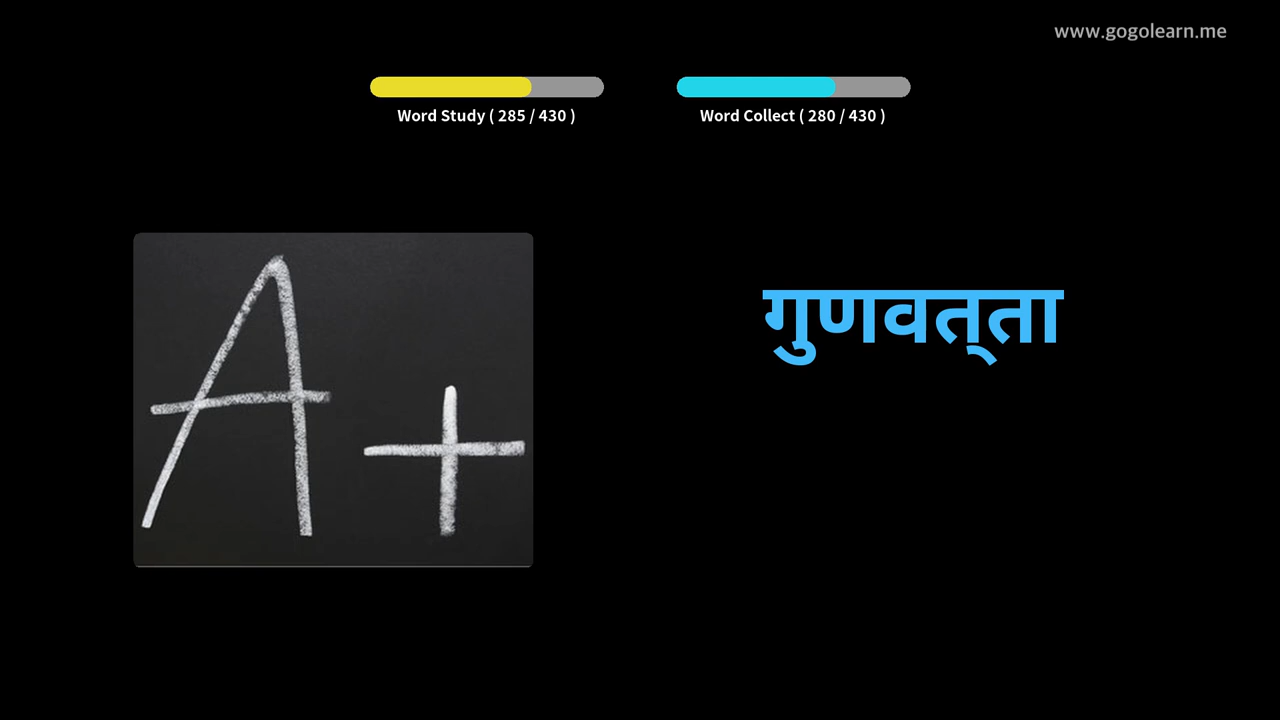 www.gogolearn.me
Word Study ( 285 / 430 )
Word Collect ( 280 / 430 )
A+
गुणवत्‌ता